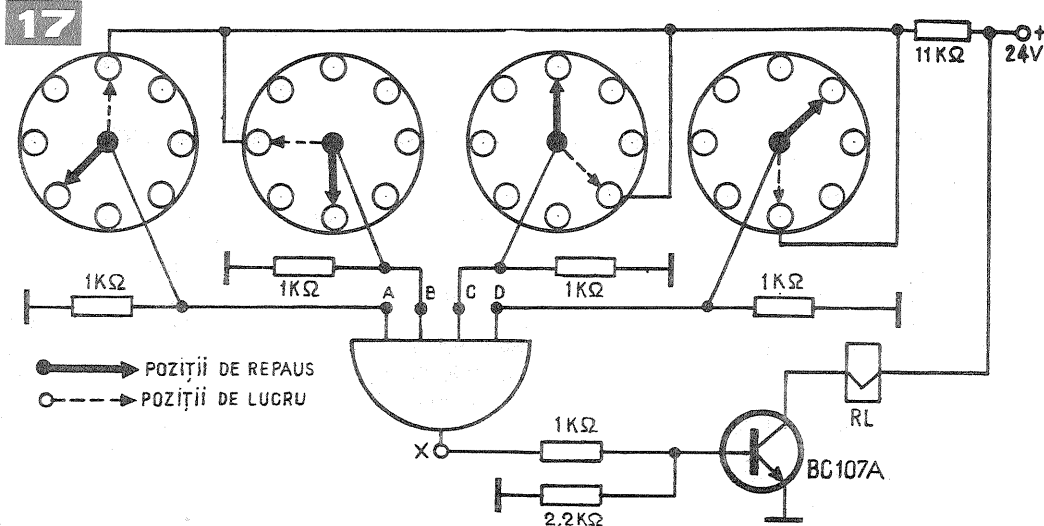 17
11KΩ
+
24V
1KΩ
1KΩ
A
B
C
D
1KΩ
1KΩ
POZIȚII DE REPAUS
POZIȚII DE LUCRU
X
1KΩ
2.2KΩ
RL
BC107A